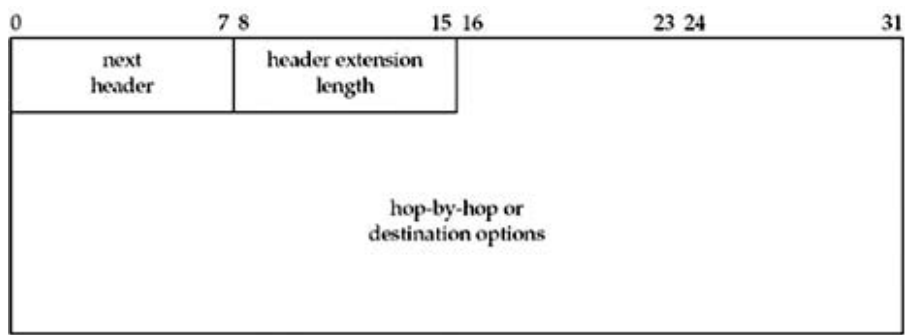 0 7 8 15 16 23 24 31
next header extension
header length
hop-by-hop or
destination options